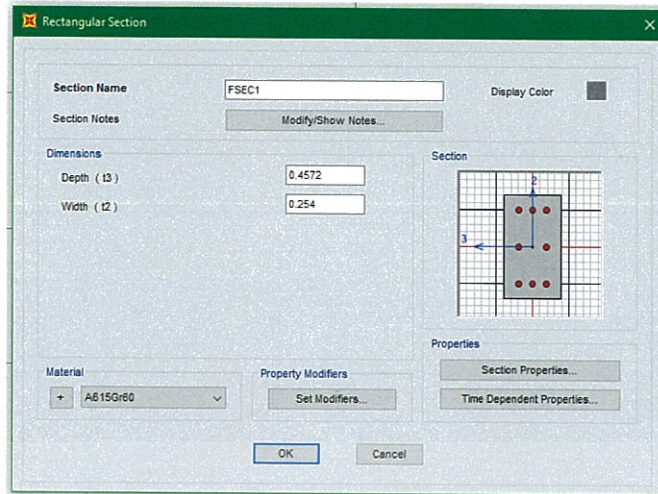 Rectangular Section
Section Name
FSEC1
Display Color
Section Notes
Modify/Show Notes...
Dimensions
Depth ( t3 )
0.4572
Width ( t2 )
0.254
Section
2
3
Properties
Section Properties...
Time Dependent Properties...
Material
+
A615Gr60
Property Modifiers
Set Modifiers...
OK
Cancel